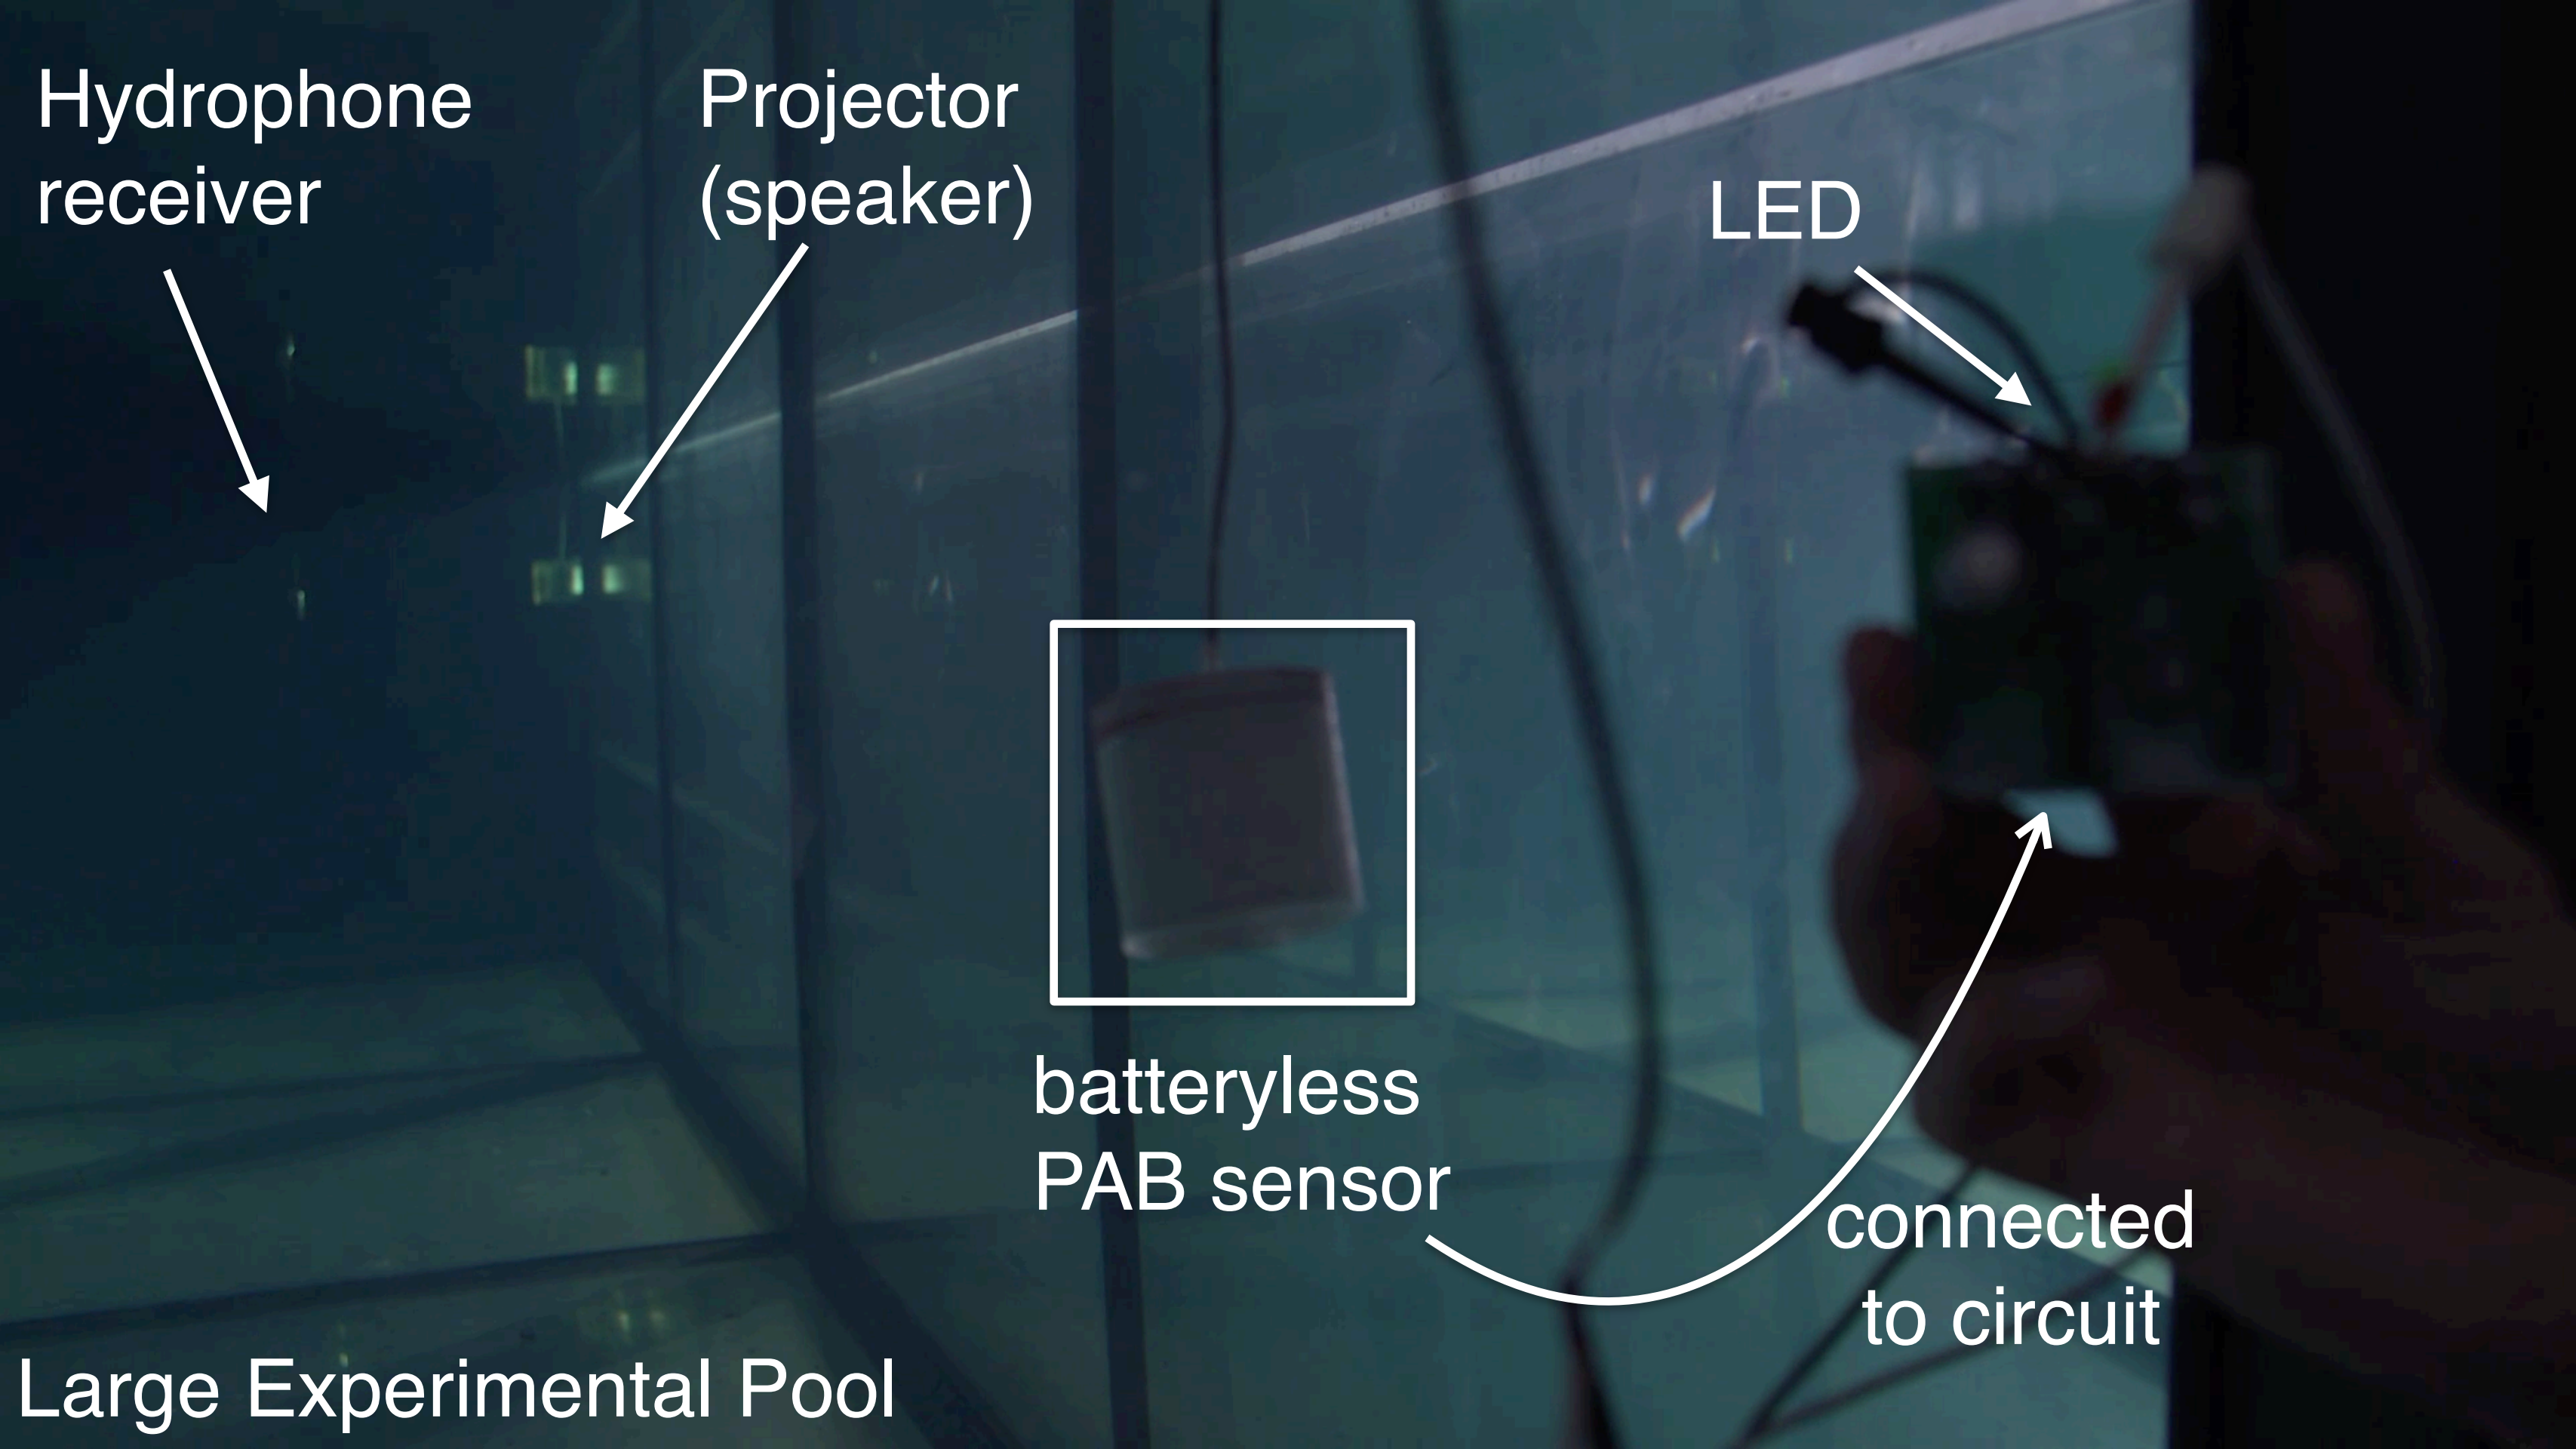 Hydrophone
receiver
Projector
(speaker)
LED
batteryless
PAB sensor
connected
to circuit
Large Experimental Pool